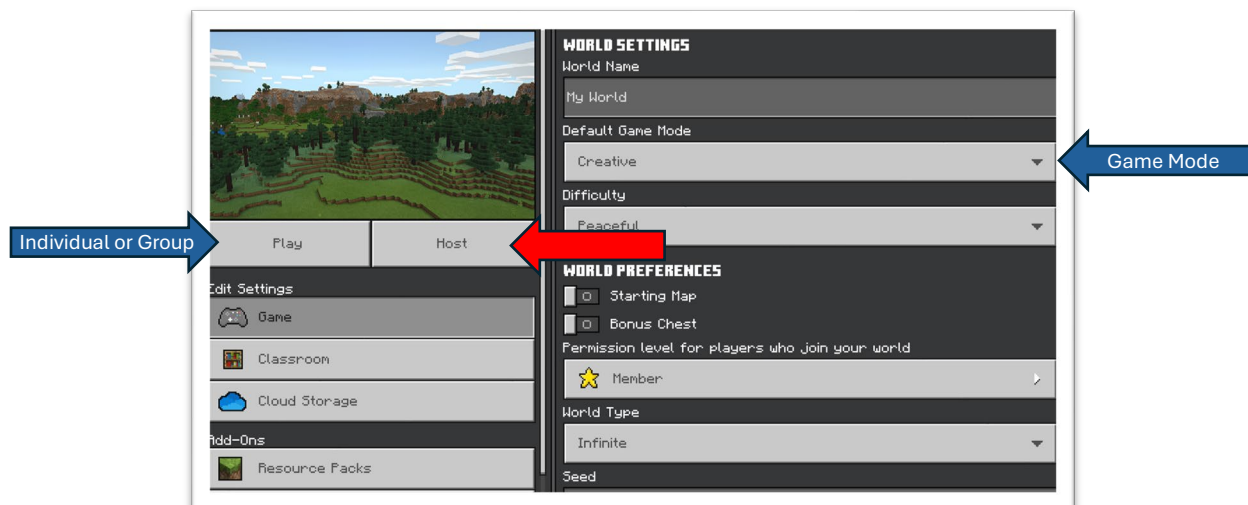 WORLD SETTINGS
World Name
My World
Default Game Mode
Creative
Game Mode
Difficulty
Peaceful
Individual or Group
Play
Host
Edit Settings
Game
Classroom
Cloud Storage
Add-Ons
Resource Packs
WORLD PREFERENCES
Starting Map
Bonus Chest
Permission level for players who join your world
Member
World Type
Infinite
Seed